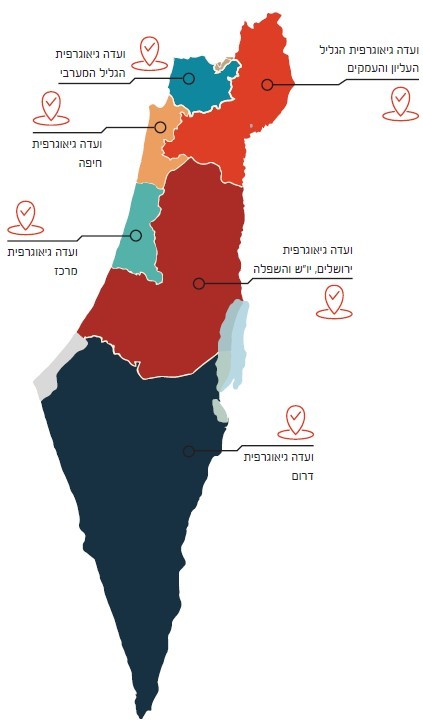 ועדה גיאוגרפית הגליל
העליון והעמקים
ועדה גיאוגרפית
הגליל המערבי
ועדה גיאוגרפית
חיפה
ועדה גיאוגרפית
מרכז
ועדה גיאוגרפית
ירושלים, יו"ש והשפלה
ועדה גיאוגרפית
דרום